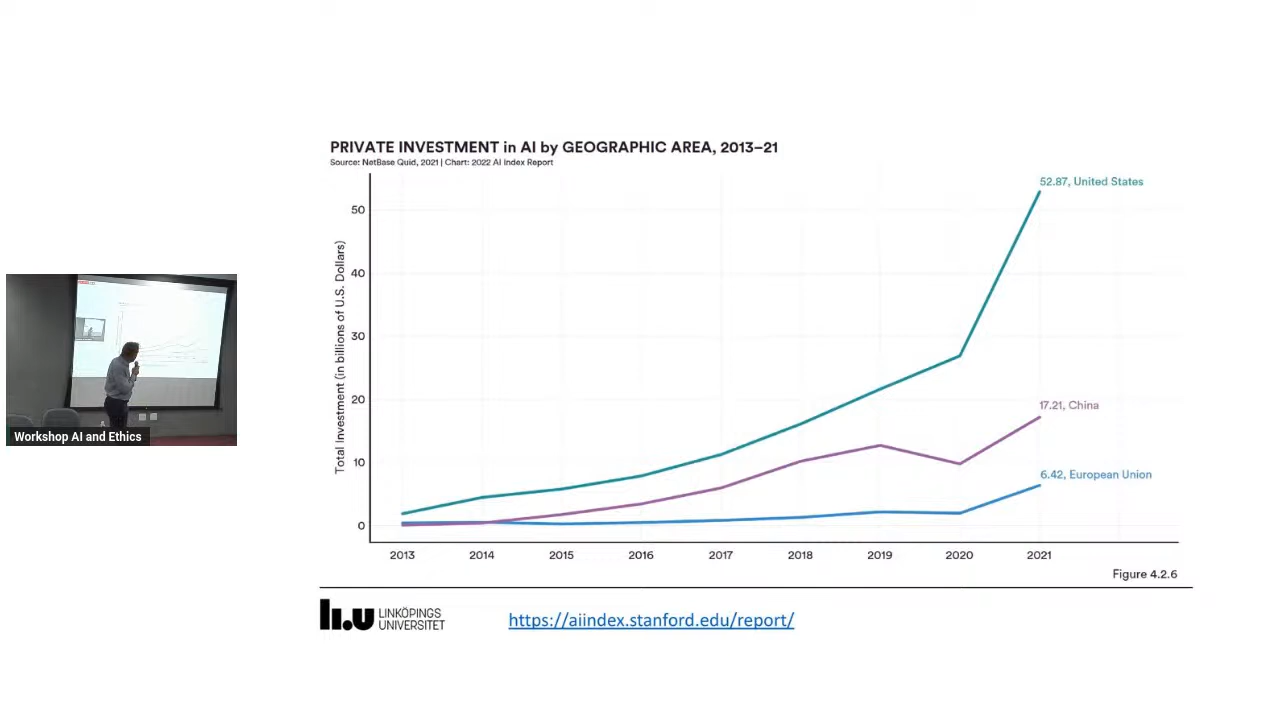 PRIVATE INVESTMENT in AI by GEOGRAPHIC AREA, 2013–21
Source: NetBase Quid, 2021 | Chart: 2022 AI Index Report
Total Investment (in billions of U.S. Dollars)
50
40
30
20
10
0
52.87, United States
17.21, China
6.42, European Union
2013 2014 2015 2016 2017 2018 2019 2020 2021
Figure 4.2.6
Workshop AI and Ethics
li.u LINKÖPINGS
UNIVERSITET
https://aiindex.stanford.edu/report/